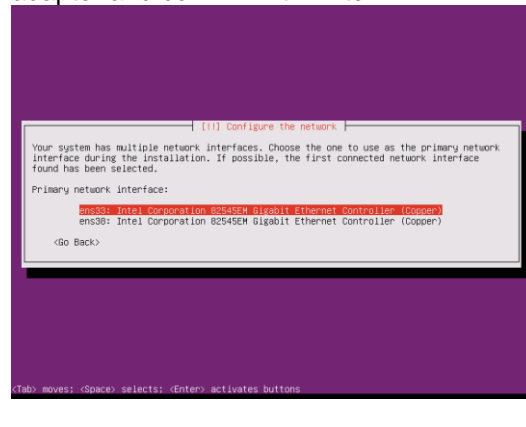 [!!] Configure the network
Your system has multiple network interfaces. Choose the one to use as the primary network
interface during the installation. If possible, the first connected network interface
found has been selected.
Primary network interface:
ens33: Intel Corporation 82545EM Gigabit Ethernet Controller (Copper)
ens38: Intel Corporation 82545EM Gigabit Ethernet Controller (Copper)
<Go Back>
<Tab> moves; <Space> selects; <Enter> activates buttons